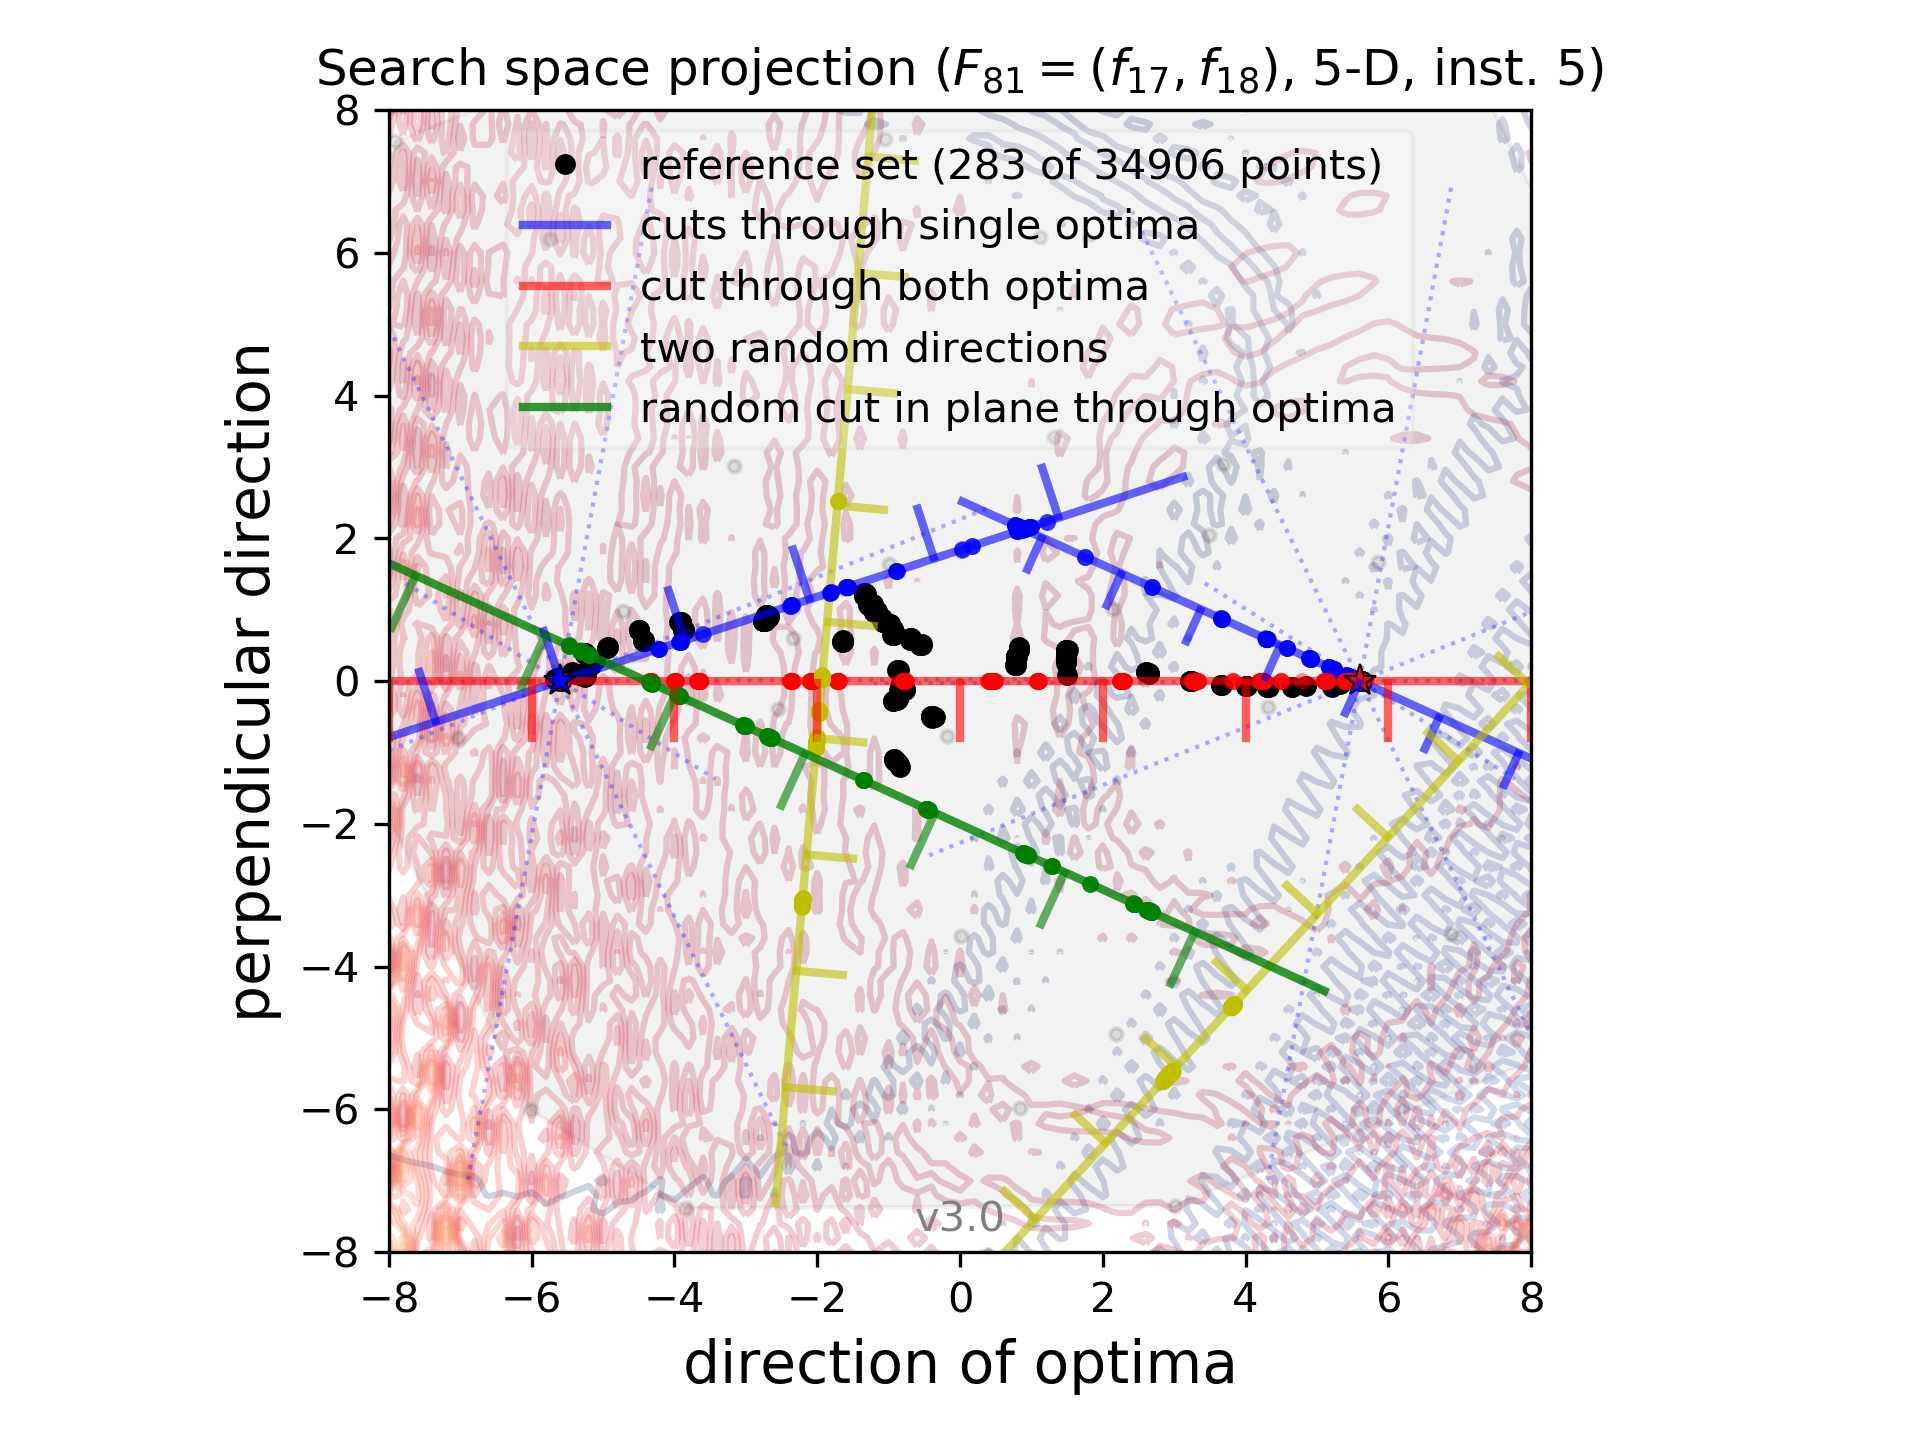 Search space projection (F81 = (f17, f18), 5-D, inst. 5)
8
6
4
2
0
−2
−4
−6
−8
perpendicular direction
reference set (283 of 34906 points)
cuts through single optima
cut through both optima
two random directions
random cut in plane through optima
v3.0
−8 −6 −4 −2 0 2 4 6 8
direction of optima